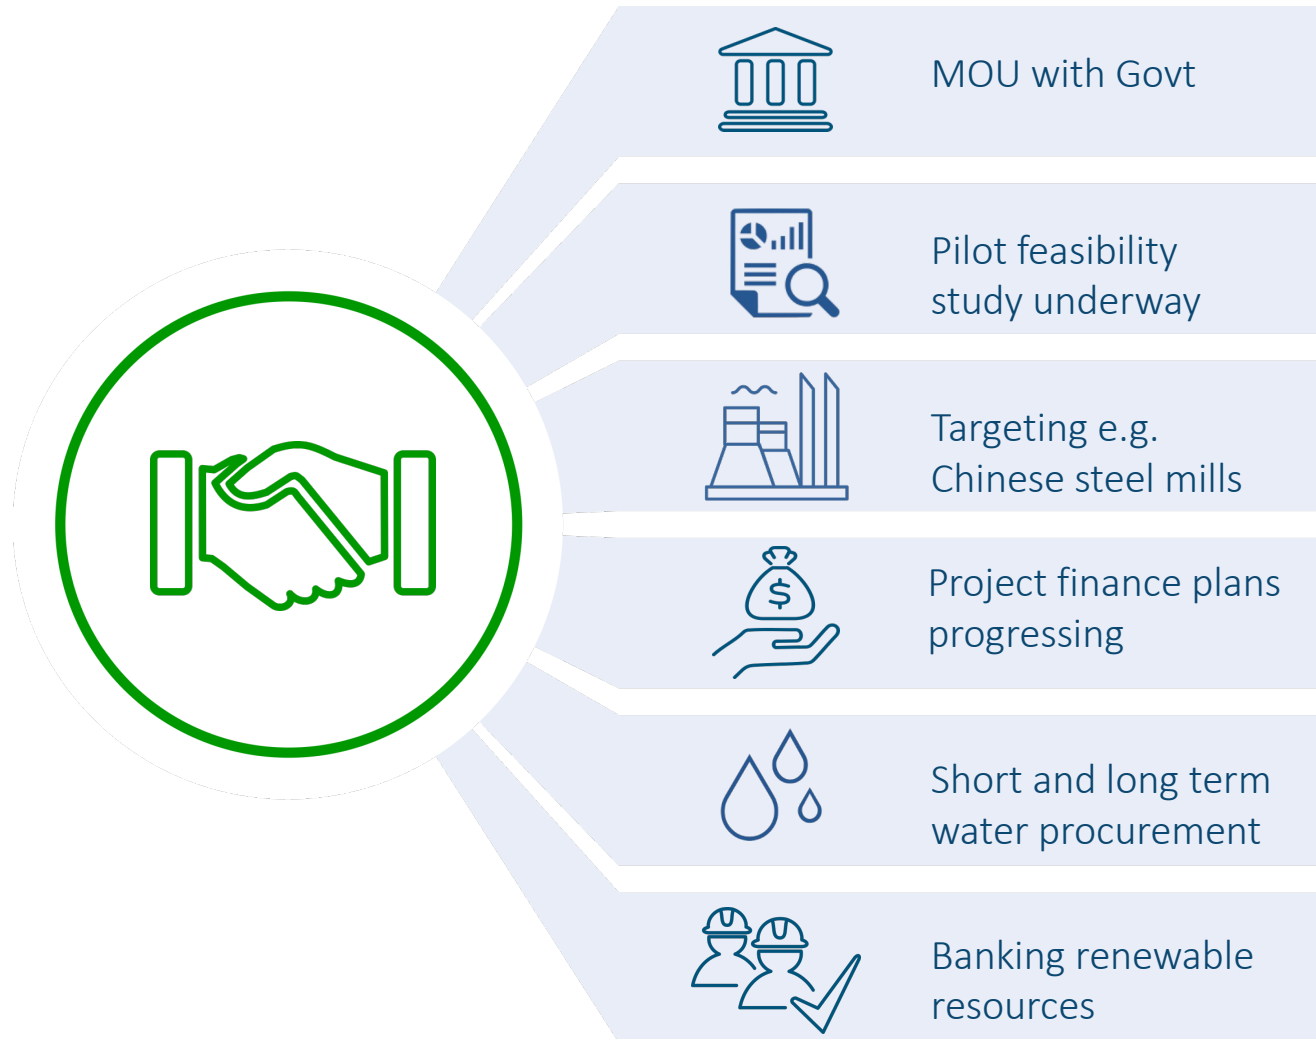 MOU with Govt
Pilot feasibility
study underway
Targeting e.g.
Chinese steel mills
Project finance plans
progressing
$
Short and long term
water procurement
Banking renewable
resources